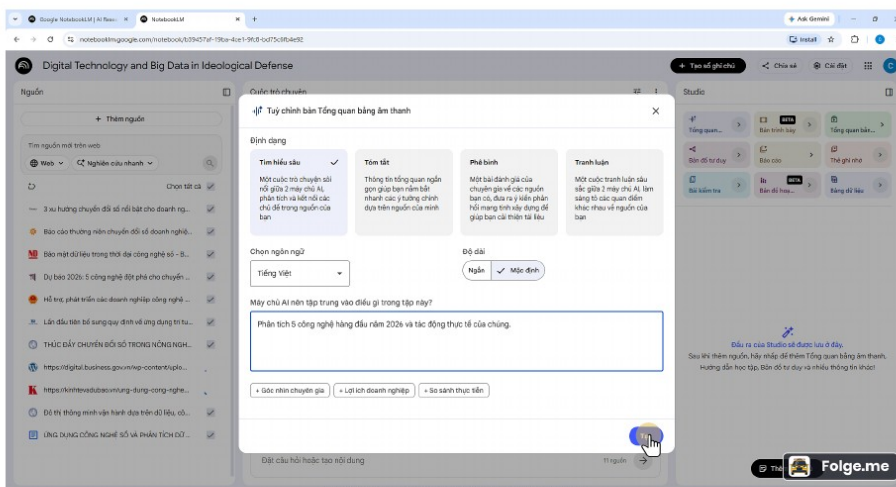 Google NotebookLM | AI Resea
NotebookLM
Ask Gemini
notebooklm.google.com/notebook/b39457af-19ba-4ce1-9fc8-bd75c6fb4e92
Install
Digital Technology and Big Data in Ideological Defense
+ Tạo sổ ghi chú
Chia sẻ
Cài đặt
Nguồn
Cuộc trò chuyện
Studio
+ Thêm nguồn
Tìm nguồn mới trên web
Web
Nghiên cứu nhanh
Chọn tất cả
3 xu hướng chuyển đổi số nổi bật cho doanh ng...
Báo cáo thường niên chuyển đổi số doanh nghiệ...
Bảo mật dữ liệu trong thời đại công nghệ số – B...
Dự báo 2026: 5 công nghệ đột phá cho chuyển ...
Hỗ trợ, phát triển các doanh nghiệp công nghệ ...
Lần đầu tiên bổ sung quy định về ứng dụng trí tu...
THÚC ĐẨY CHUYỂN ĐỔI SỐ TRONG NÔNG NGH...
https://digital.business.gov.vn/wp-content/uplo...
Đô thị thông minh vận hành dựa trên dữ liệu, cô...
ỨNG DỤNG CÔNG NGHỆ SỐ VÀ PHÂN TÍCH DỮ ...
Tuỳ chỉnh bản Tổng quan bằng âm thanh
Định dạng
Tìm hiểu sâu
Một cuộc trò chuyện sôi
nổi giữa 2 máy chủ AI,
phân tích và kết nối các
chủ đề trong nguồn của
bạn
Tóm tắt
Thông tin tổng quan ngắn
gọn giúp bạn nắm bắt
nhanh các ý tưởng chính
dựa trên nguồn của mình
Phê bình
Một bài đánh giá của
chuyên gia về các nguồn
bạn có, đưa ra ý kiến phản
hồi mang tính xây dựng để
giúp bạn cải thiện tài liệu
Tranh luận
Một cuộc tranh luận sâu
sắc giữa 2 máy chủ AI, làm
sáng tỏ các quan điểm
khác nhau về nguồn của
bạn
Chọn ngôn ngữ
Độ dài
Tiếng Việt
Ngắn
Mặc định
Máy chủ AI nên tập trung vào điều gì trong tập này?
Phân tích 5 công nghệ hàng đầu năm 2026 và tác động thực tế của chúng.
+ Góc nhìn chuyên gia
+ Lợi ích doanh nghiệp
+ So sánh thực tiễn
Đặt câu hỏi hoặc tạo nội dung
11 nguồn
Tổng quan...
BETA
Bản trình bày
Tổng quan bằn...
Bản đồ tư duy
Báo cáo
Thẻ ghi nhớ
Bài kiểm tra
BETA
Bản đồ hoạ...
Bảng dữ liệu
Đầu ra của Studio sẽ được lưu ở đây.
Sau khi thêm nguồn, hãy nhấp để thêm Tổng quan bằng âm thanh,
Hướng dẫn học tập, Bản đồ tư duy và nhiều thông tin khác!
Folge.me